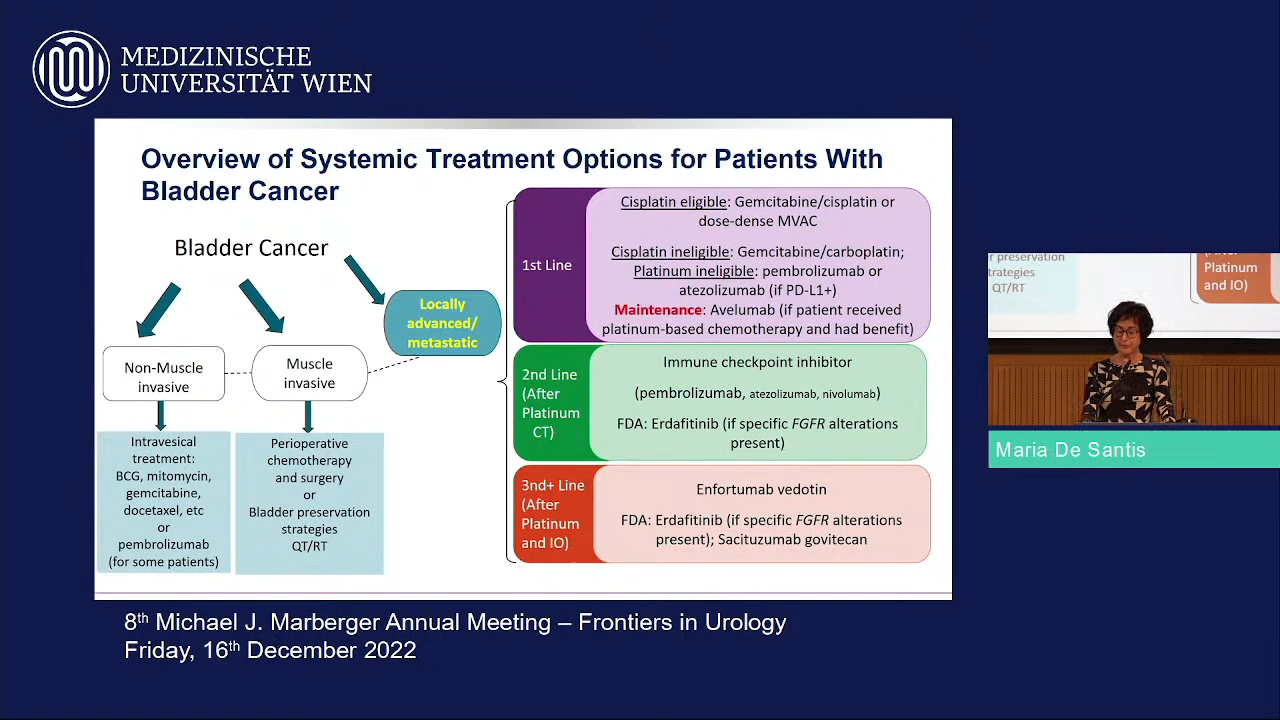 MEDIZINISCHE
UNIVERSITÄT WIEN
Overview of Systemic Treatment Options for Patients With
Bladder Cancer
Bladder Cancer
Locally
advanced/
metastatic
Non-Muscle
invasive
Muscle
invasive
Intravesical
treatment:
BCG, mitomycin,
gemcitabine,
docetaxel, etc
or
pembrolizumab
(for some patients)
Perioperative
chemotherapy
and surgery
or
Bladder preservation
strategies
QT/RT
1st Line
Cisplatin eligible: Gemcitabine/cisplatin or
dose-dense MVAC
Cisplatin ineligible: Gemcitabine/carboplatin;
Platinum ineligible: pembrolizumab or
atezolizumab (if PD-L1+)
Maintenance: Avelumab (if patient received
platinum-based chemotherapy and had benefit)
2nd Line
(After
Platinum
CT)
Immune checkpoint inhibitor
(pembrolizumab, atezolizumab, nivolumab)
FDA: Erdafitinib (if specific FGFR alterations
present)
3nd+ Line
(After
Platinum
and IO)
Enfortumab vedotin
FDA: Erdafitinib (if specific FGFR alterations
present); Sacituzumab govitecan
preservation
strategies
QT/RT
Platinum
and IO)
Maria De Santis
8th Michael J. Marberger Annual Meeting – Frontiers in Urology
Friday, 16th December 2022